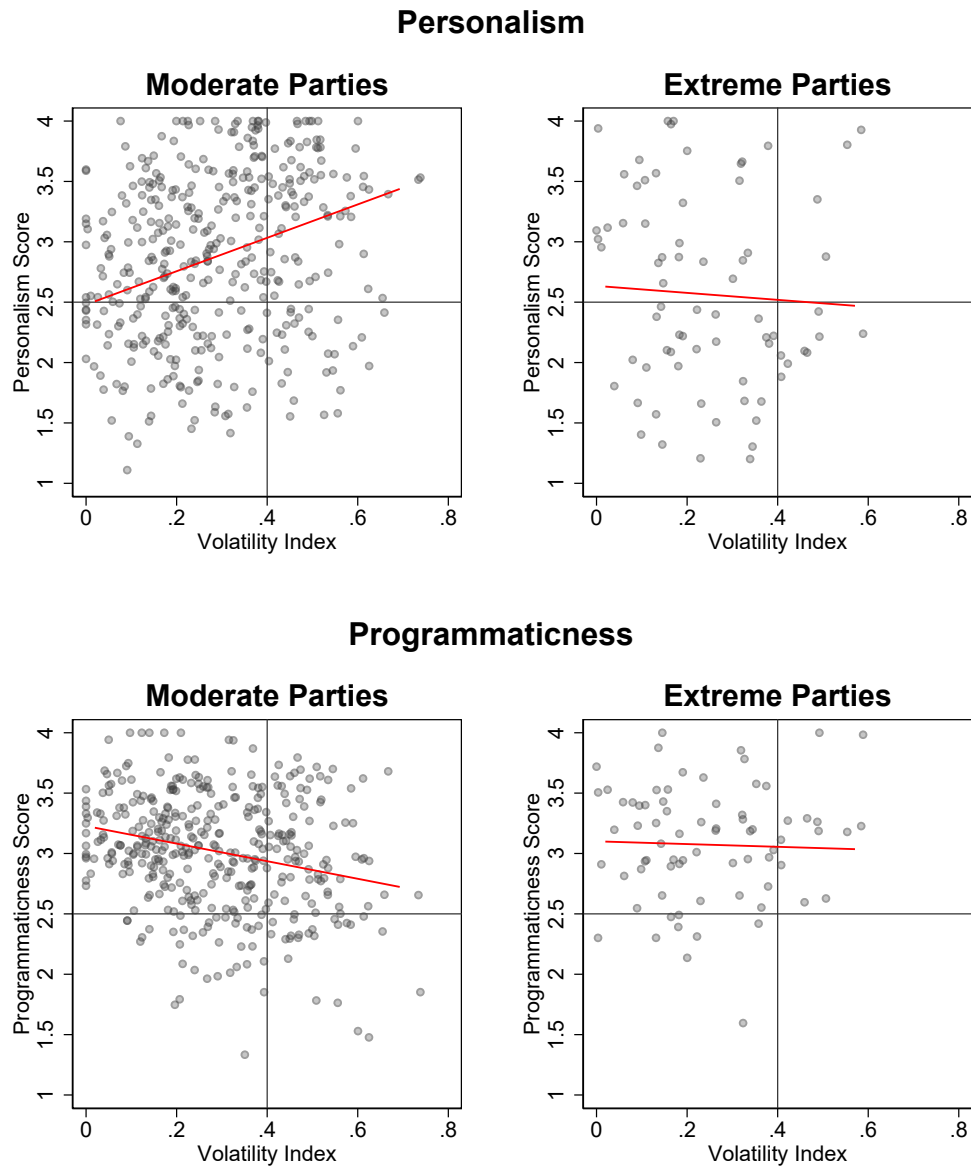 Personalism
Moderate Parties
Extreme Parties
Personalism Score
4
3.5
3
2.5
2
1.5
1
0 .2 .4 .6 .8
Volatility Index
Personalism Score
4
3.5
3
2.5
2
1.5
1
0 .2 .4 .6 .8
Volatility Index
Programmaticness
Moderate Parties
Extreme Parties
Programmaticness Score
4
3.5
3
2.5
2
1.5
1
0 .2 .4 .6 .8
Volatility Index
Programmaticness Score
4
3.5
3
2.5
2
1.5
1
0 .2 .4 .6 .8
Volatility Index